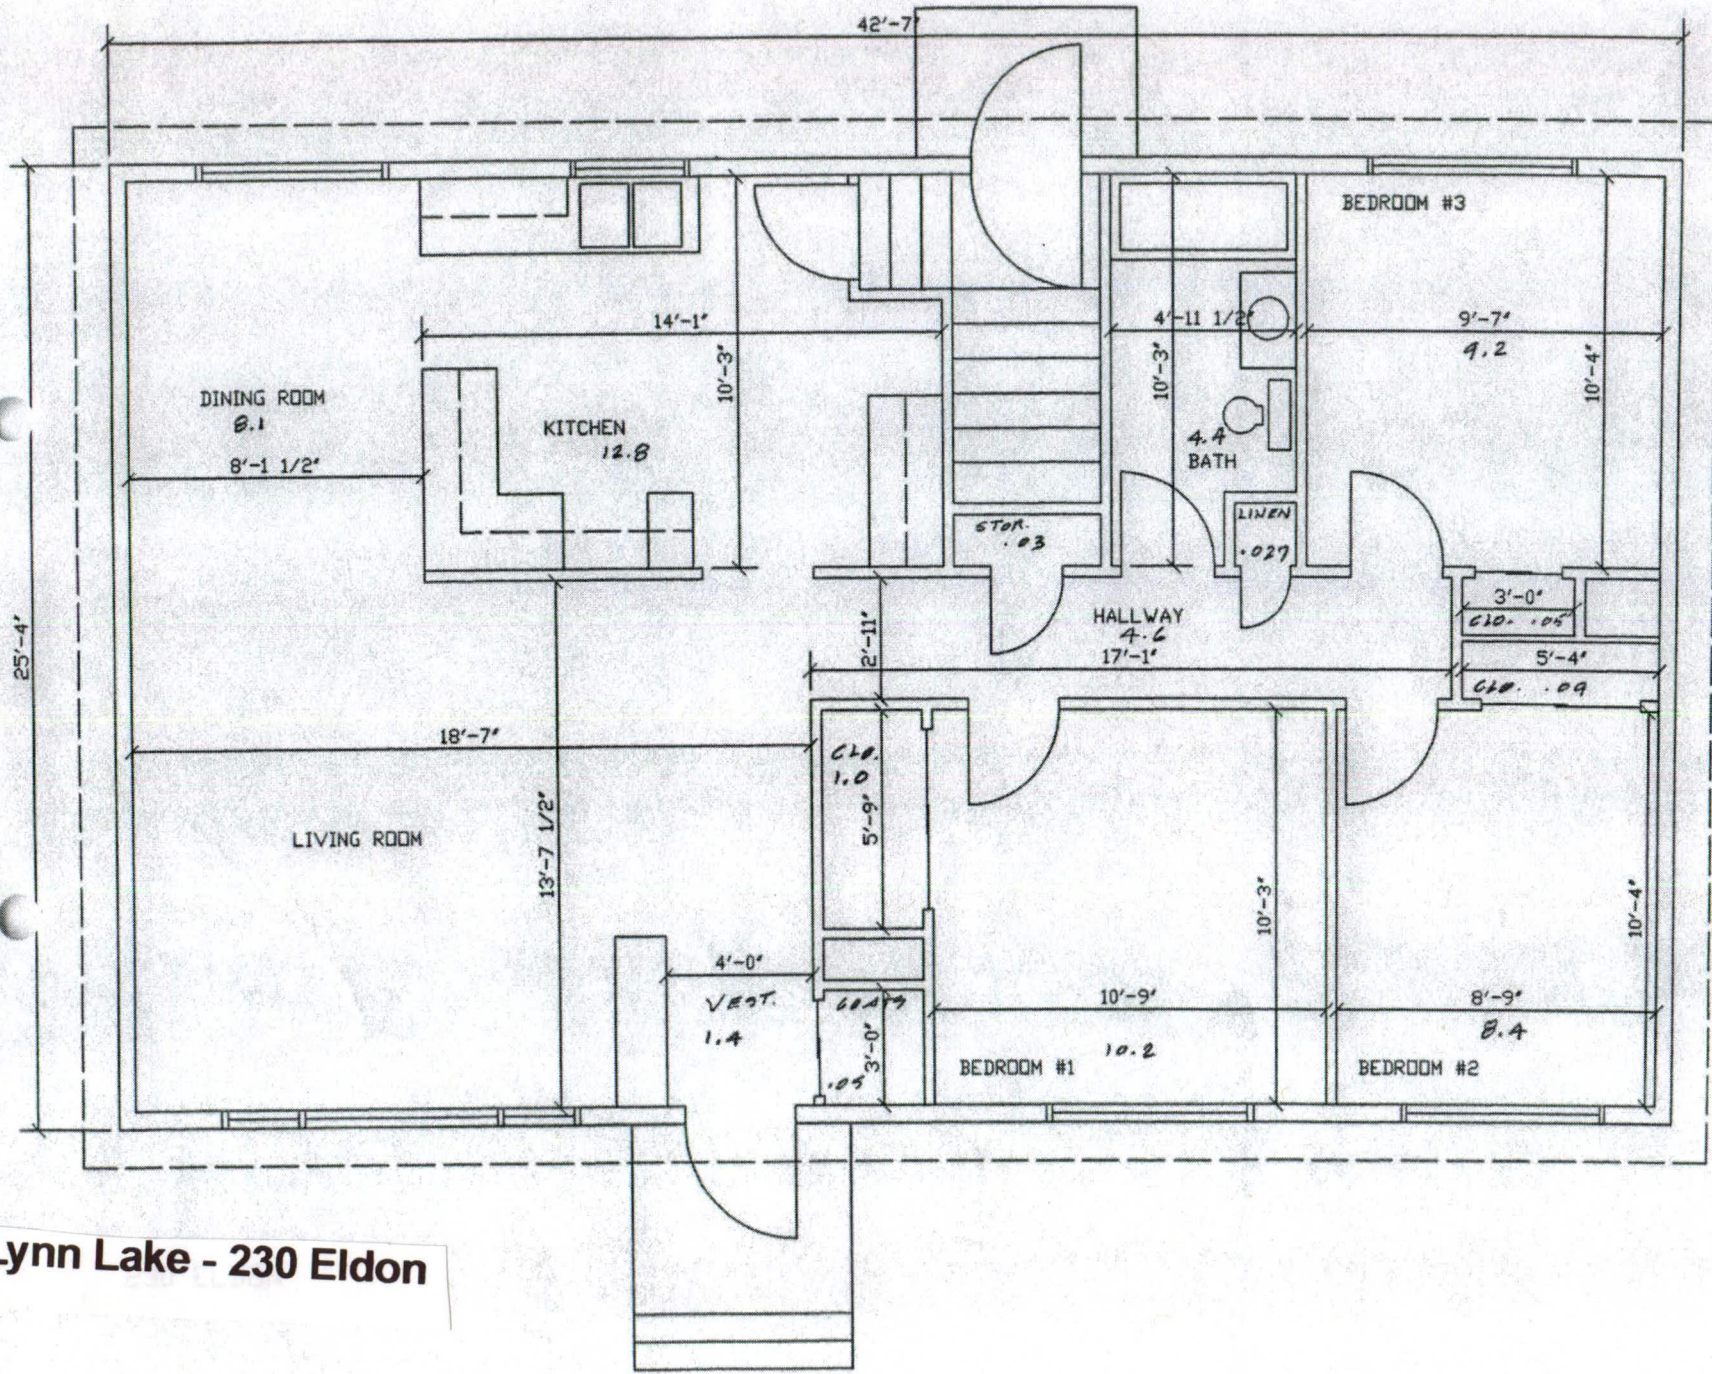 42'-7"
BEDROOM #3
14'-1"
4'-11 1/2"
9'-7"
9.2
10'-3"
10'-3"
10'-4"
DINING ROOM
8.1
KITCHEN
12.8
4.4
BATH
8'-1 1/2"
STOR.
.03
LINEN
.027
25'-4"
2'-11"
HALLWAY
4.6
17'-1"
3'-0"
CLO. .05
5'-4"
CLO. .09
18'-7"
CLO.
1.0
5'-9"
13'-7 1/2"
LIVING ROOM
10'-3"
10'-4"
4'-0"
VEST.
1.4
COATS
3'-0"
.05
10'-9"
10.2
BEDROOM #1
8'-9"
8.4
BEDROOM #2
Lynn Lake - 230 Eldon